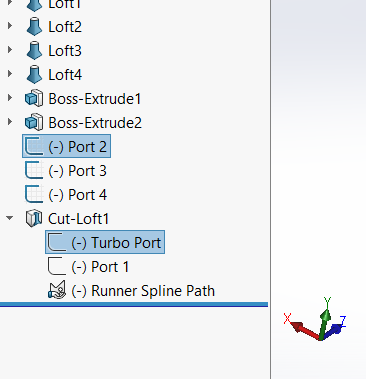 Loft1
Loft2
Loft3
Loft4
Boss-Extrude1
Boss-Extrude2
(-) Port 2
(-) Port 3
(-) Port 4
Cut-Loft1
(-) Turbo Port
(-) Port 1
(-) Runner Spline Path
X
Y
Z